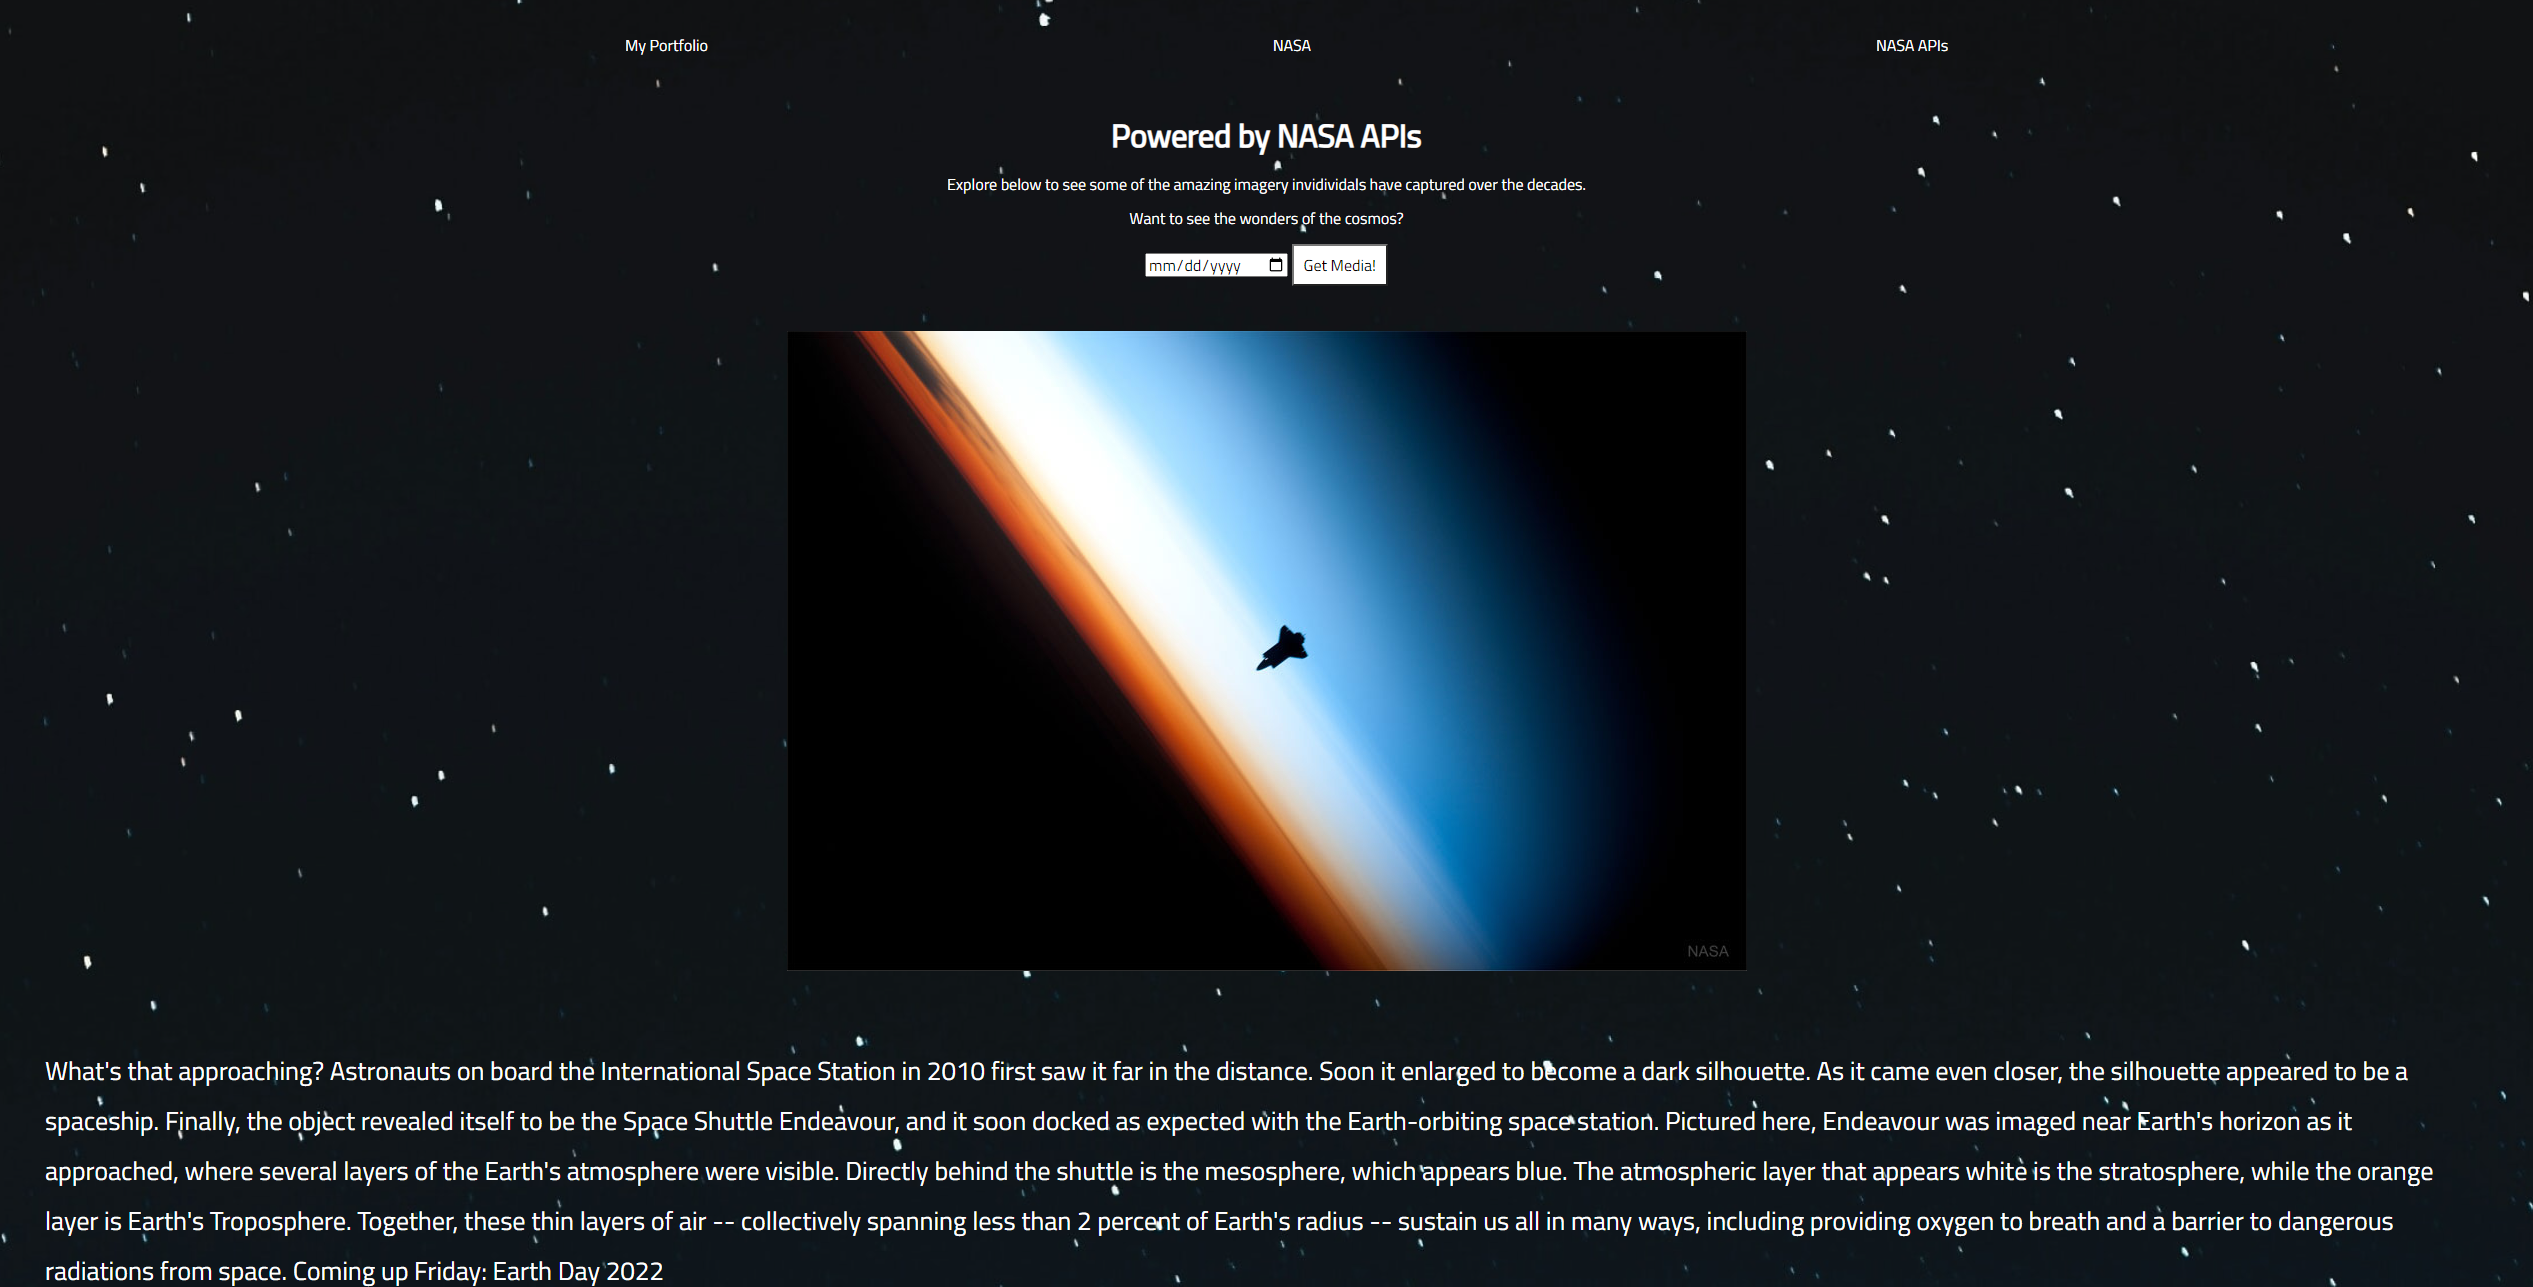 My Portfolio
NASA
NASA APIs
Powered by NASA APIs
Explore below to see some of the amazing imagery invidividals have captured over the decades.
Want to see the wonders of the cosmos?
mm/dd/yyyy
Get Media!
NASA
What's that approaching? Astronauts on board the International Space Station in 2010 first saw it far in the distance. Soon it enlarged to become a dark silhouette. As it came even closer, the silhouette appeared to be a
spaceship. Finally, the object revealed itself to be the Space Shuttle Endeavour, and it soon docked as expected with the Earth-orbiting space station. Pictured here, Endeavour was imaged near Earth's horizon as it
approached, where several layers of the Earth's atmosphere were visible. Directly behind the shuttle is the mesosphere, which appears blue. The atmospheric layer that appears white is the stratosphere, while the orange
layer is Earth's Troposphere. Together, these thin layers of air -- collectively spanning less than 2 percent of Earth's radius -- sustain us all in many ways, including providing oxygen to breath and a barrier to dangerous
radiations from space. Coming up Friday: Earth Day 2022